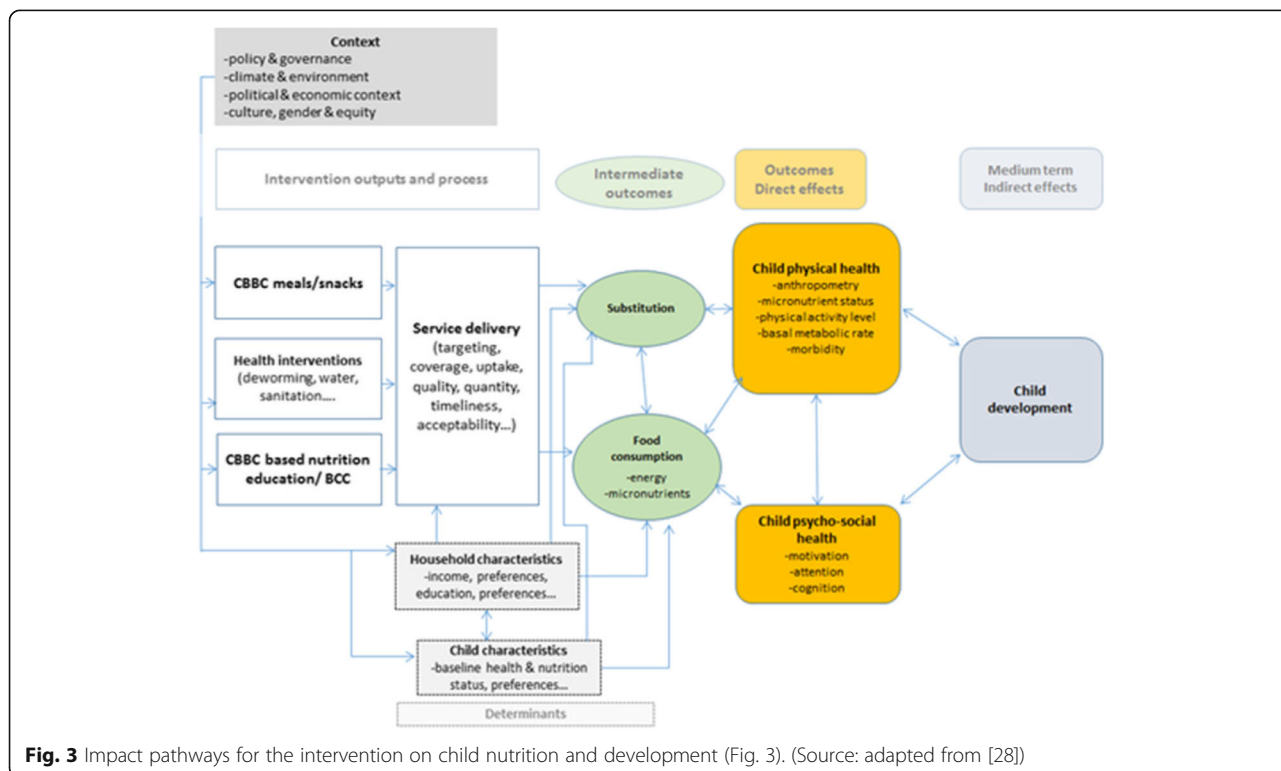 Context
-policy & governance
-climate & environment
-political & economic context
-culture, gender & equity
Intervention outputs and process
Intermediate
outcomes
Outcomes
Direct effects
Medium term
Indirect effects
CBBC meals/snacks
Health interventions
(deworming, water,
sanitation....
CBBC based nutrition
education/ BCC
Service delivery
(targeting,
coverage, uptake,
quality, quantity,
timeliness,
acceptability...)
Substitution
Food
consumption
-energy
-micronutrients
Child physical health
-anthropometry
-micronutrient status
-physical activity level
-basal metabolic rate
-morbidity
Child psycho-social
health
-motivation
-attention
-cognition
Child
development
Household characteristics
-income, preferences,
education, preferences...
Child characteristics
-baseline health & nutrition
status, preferences...
Determinants
Fig. 3 Impact pathways for the intervention on child nutrition and development (Fig. 3). (Source: adapted from [28])